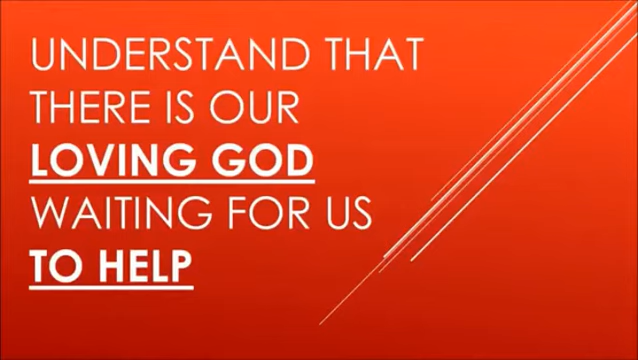 UNDERSTAND THAT
THERE IS OUR
LOVING GOD
WAITING FOR US
TO HELP